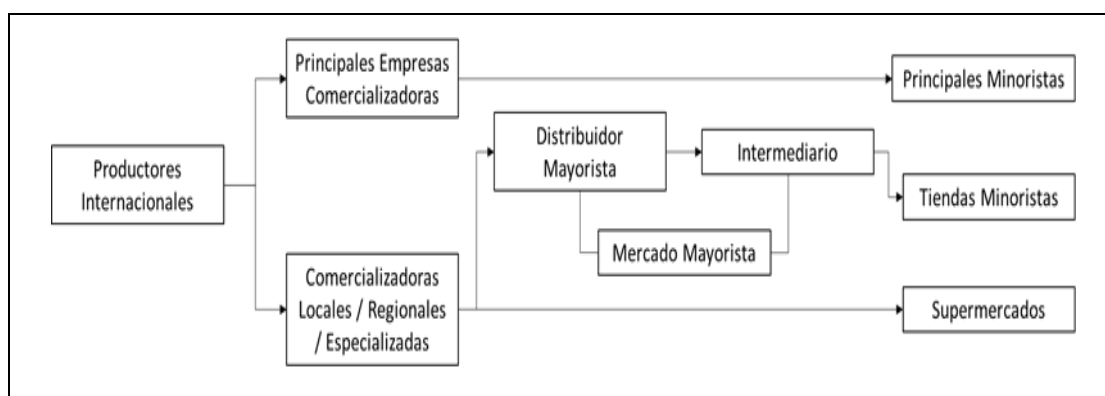 Principales Empresas
Comercializadoras
Principales Minoristas
Distribuidor
Mayorista
Intermediario
Productores
Internacionales
Tiendas Minoristas
Mercado Mayorista
Comercializadoras
Locales / Regionales
/ Especializadas
Supermercados